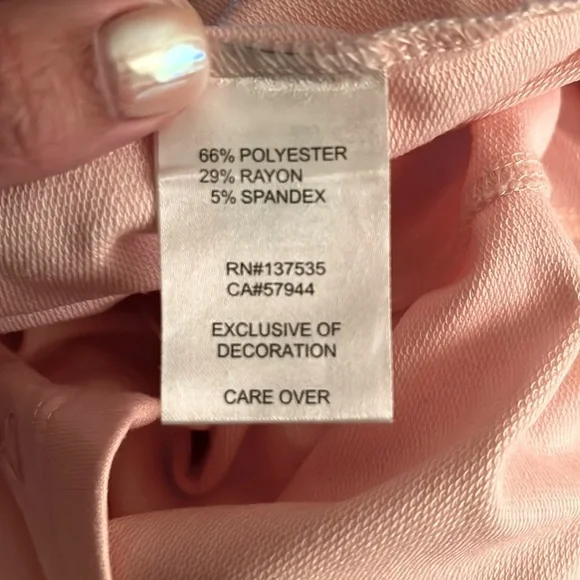 66% POLYESTER
29% RAYON
5% SPANDEX
RN#137535
CA#57944
EXCLUSIVE OF
DECORATION
CARE OVER